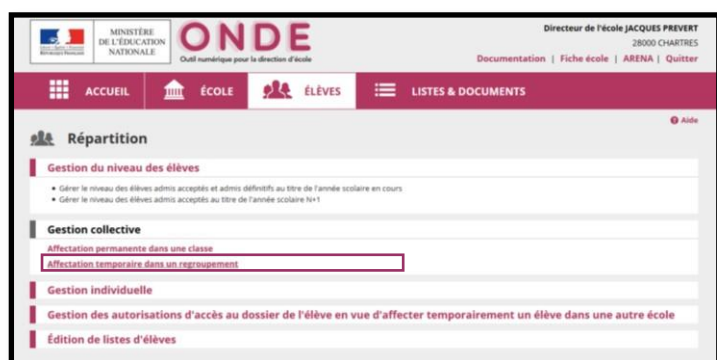 MINISTÈRE
DE L'ÉDUCATION
NATIONALE
ONDE
Outil numérique pour la direction d'école
Directeur de l'école JACQUES PREVERT
28000 CHARTRES
Documentation | Fiche école | ARENA | Quitter
ACCUEIL ÉCOLE ÉLÈVES LISTES & DOCUMENTS
Aide
Répartition
Gestion du niveau des élèves
• Gérer le niveau des élèves admis acceptés et admis définitifs au titre de l'année scolaire en cours
• Gérer le niveau des élèves admis acceptés au titre de l'année scolaire N+1
Gestion collective
Affectation permanente dans une classe
Affectation temporaire dans un regroupement
Gestion individuelle
Gestion des autorisations d'accès au dossier de l'élève en vue d'affecter temporairement un élève dans une autre école
Édition de listes d'élèves